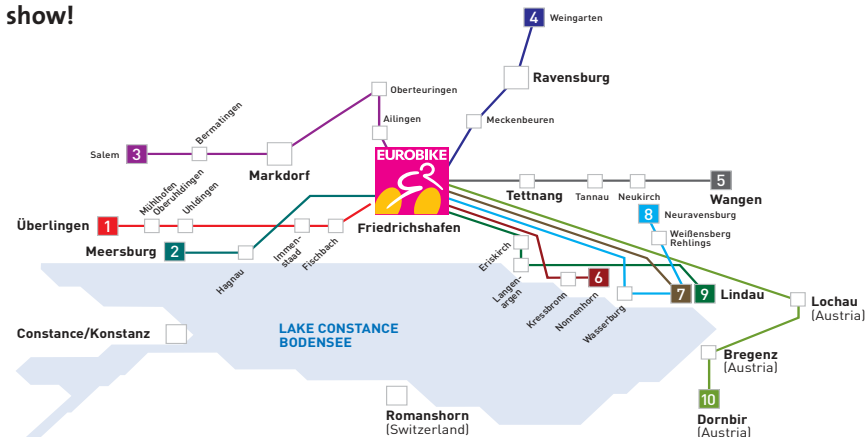 show!
4
Weingarten
Ravensburg
Oberteuringen
Ailingen
Meckenbeuren
Salem
3
Bermatingen
Markdorf
EUROBIKE
Friedrichshafen
Tettnang
Tannau
Neukirch
5
Wangen
8
Neuravensburg
Weißensberg
Rehlings
Überlingen
1
Mühlhofen
Oberuhldingen
Uhldingen
Immen-
staad
Fischbach
Meersburg
2
Hagnau
Eriskirch
Langen-
argen
Kressbronn
Nonnenhorn
6
Wasserburg
7
9
Lindau
Lochau
(Austria)
Constance/Konstanz
LAKE CONSTANCE
BODENSEE
Bregenz
(Austria)
10
Dornbir
(Austria)
Romanshorn
(Switzerland)